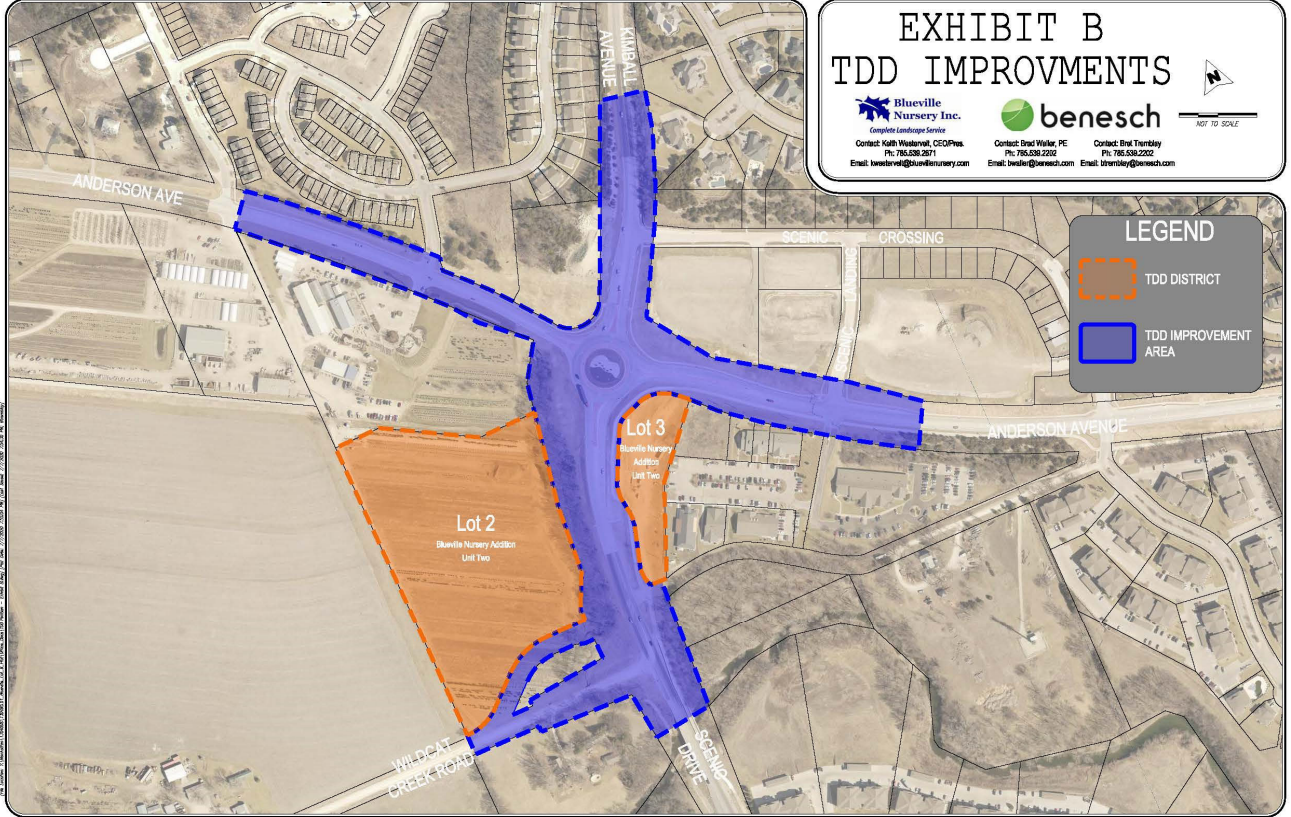 EXHIBIT B
TDD IMPROVMENTS
N
NOT TO SCALE
Blueville
Nursery Inc.
Complete Landscape Service
Contact: Keith Westervelt, CEO/Pres.
Ph: 785.539.2671
Email: kwestervelt@bluevillenursery.com
benesch
Contact: Brad Waller, PE
Ph: 785.539.2202
Email: bwaller@benesch.com
Contact: Bret Tremblay
Ph: 785.539.2202
Email: btremblay@benesch.com
LEGEND
TDD DISTRICT
TDD IMPROVEMENT
AREA
KIMBALL
AVENUE
ANDERSON AVE
SCENIC CROSSING
SCENIC LANDING
ANDERSON AVENUE
Lot 3
Blueville Nursery
Addition
Unit Two
Lot 2
Blueville Nursery Addition
Unit Two
WILDCAT
CREEK ROAD
SCENIC
DRIVE